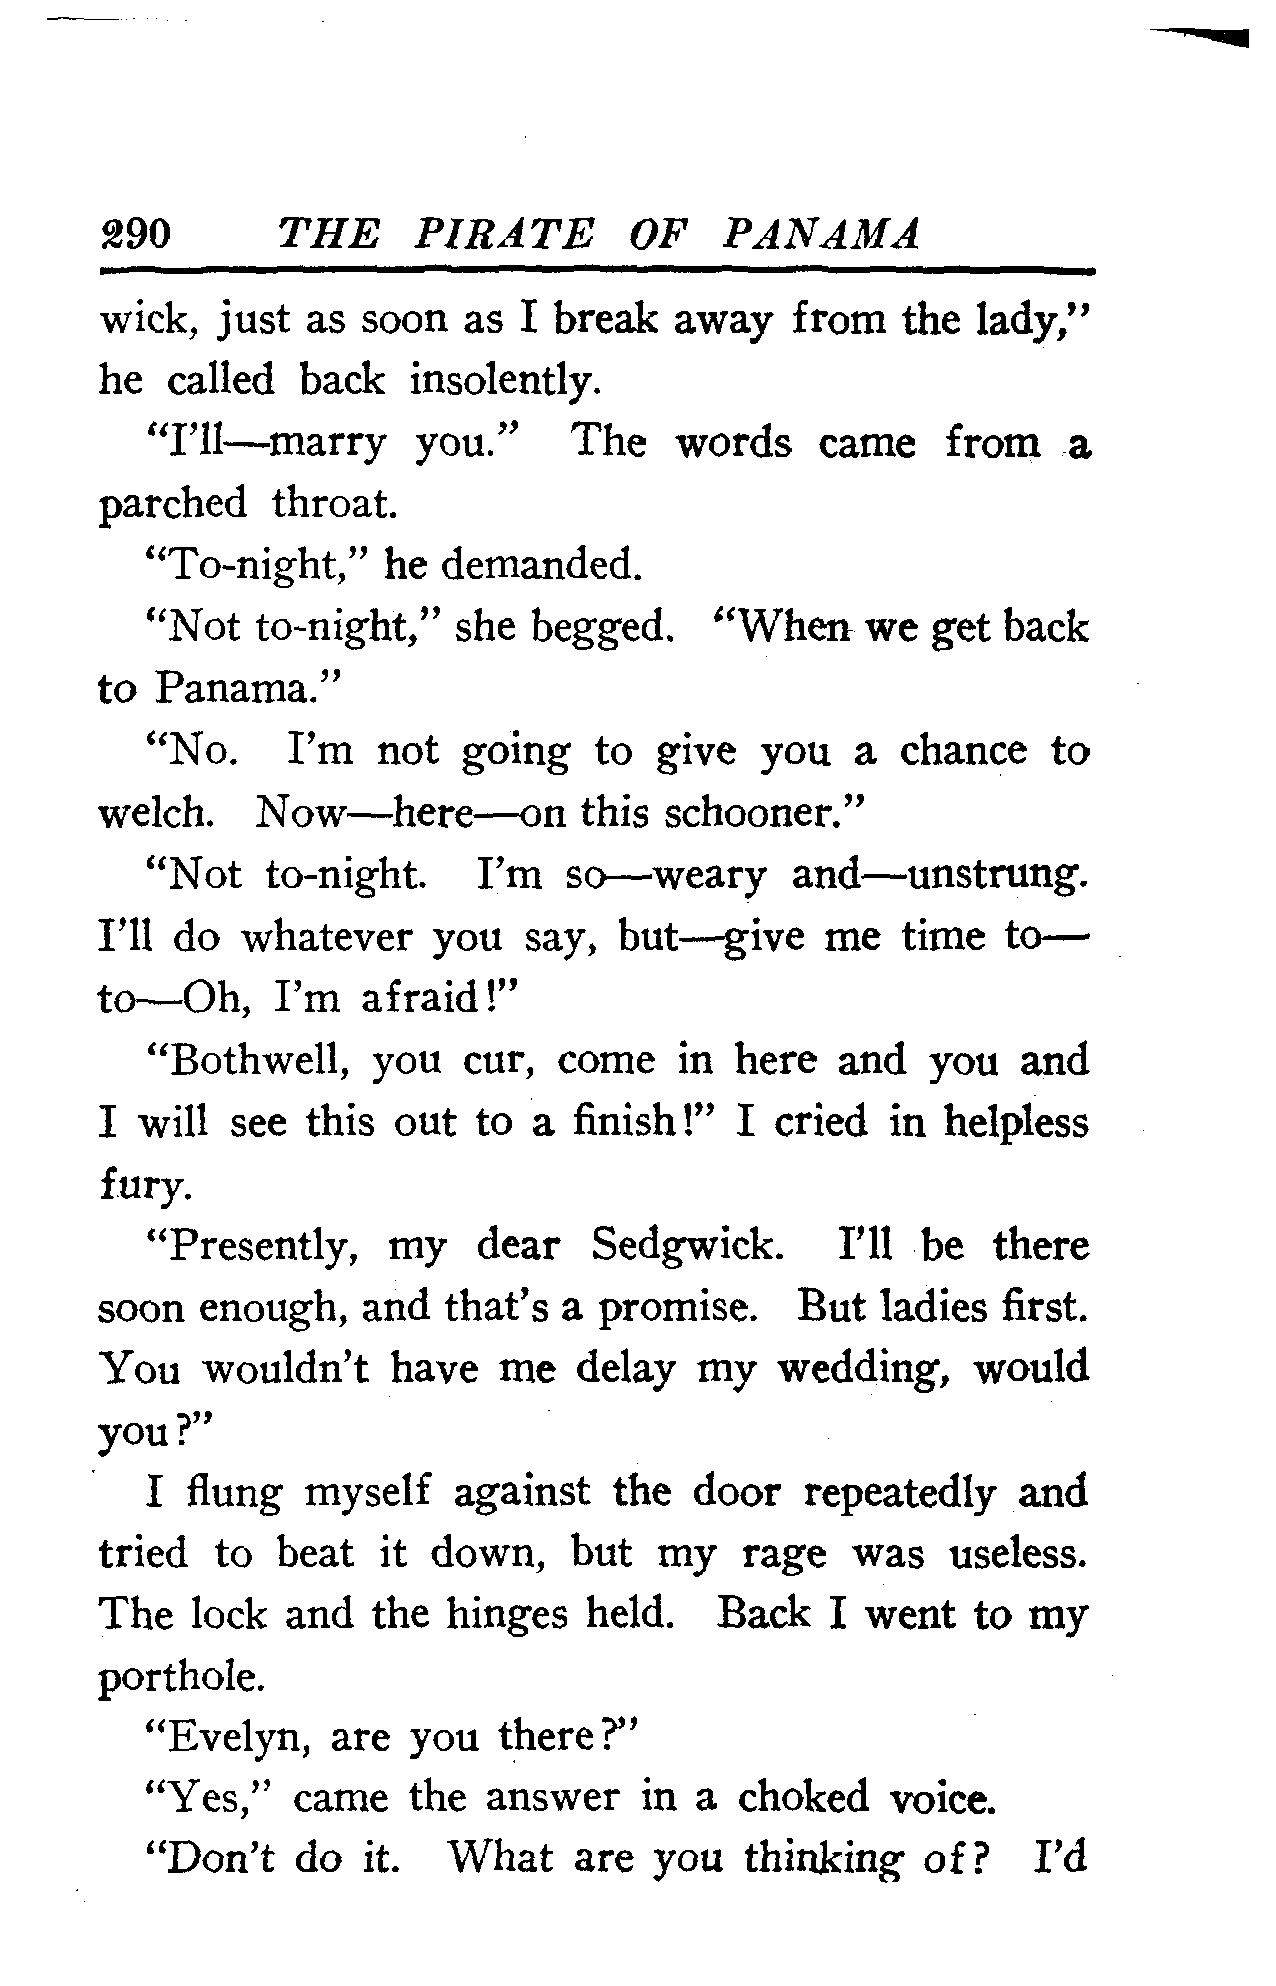 290 THE PIRATE OF PANAMA
wick, just as soon as I break away from the lady,”
he called back insolently.
“I’ll—marry you.” The words came from a
parched throat.
“To-night,” he demanded.
“Not to-night,” she begged. “When we get back
to Panama.”
“No. I’m not going to give you a chance to
welch. Now—here—on this schooner.”
“Not to-night. I’m so—weary and—unstrung.
I’ll do whatever you say, but—give me time to—
to—Oh, I’m afraid!”
“Bothwell, you cur, come in here and you and
I will see this out to a finish!” I cried in helpless
fury.
“Presently, my dear Sedgwick. I’ll be there
soon enough, and that’s a promise. But ladies first.
You wouldn’t have me delay my wedding, would
you?”
I flung myself against the door repeatedly and
tried to beat it down, but my rage was useless.
The lock and the hinges held. Back I went to my
porthole.
“Evelyn, are you there?”
“Yes,” came the answer in a choked voice.
“Don’t do it. What are you thinking of? I’d